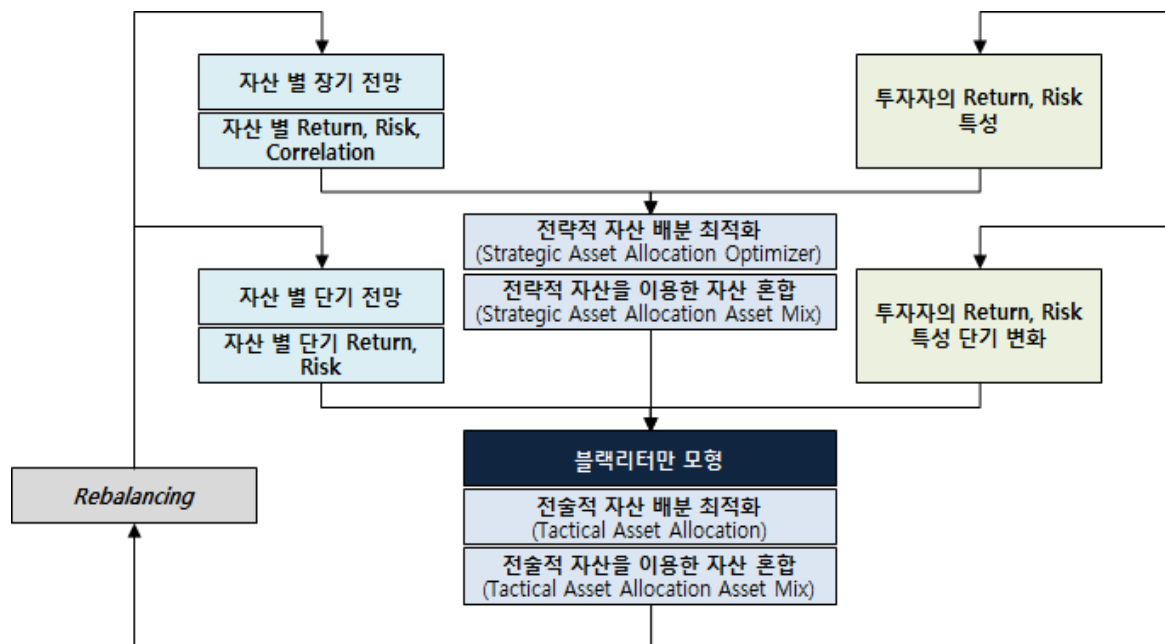 자산 별 장기 전망
자산 별 Return, Risk,
Correlation
투자자의 Return, Risk
특성
전략적 자산 배분 최적화
(Strategic Asset Allocation Optimizer)
전략적 자산을 이용한 자산 혼합
(Strategic Asset Allocation Asset Mix)
자산 별 단기 전망
자산 별 단기 Return,
Risk
투자자의 Return, Risk
특성 단기 변화
블랙리터만 모형
전술적 자산 배분 최적화
(Tactical Asset Allocation)
전술적 자산을 이용한 자산 혼합
(Tactical Asset Allocation Asset Mix)
Rebalancing